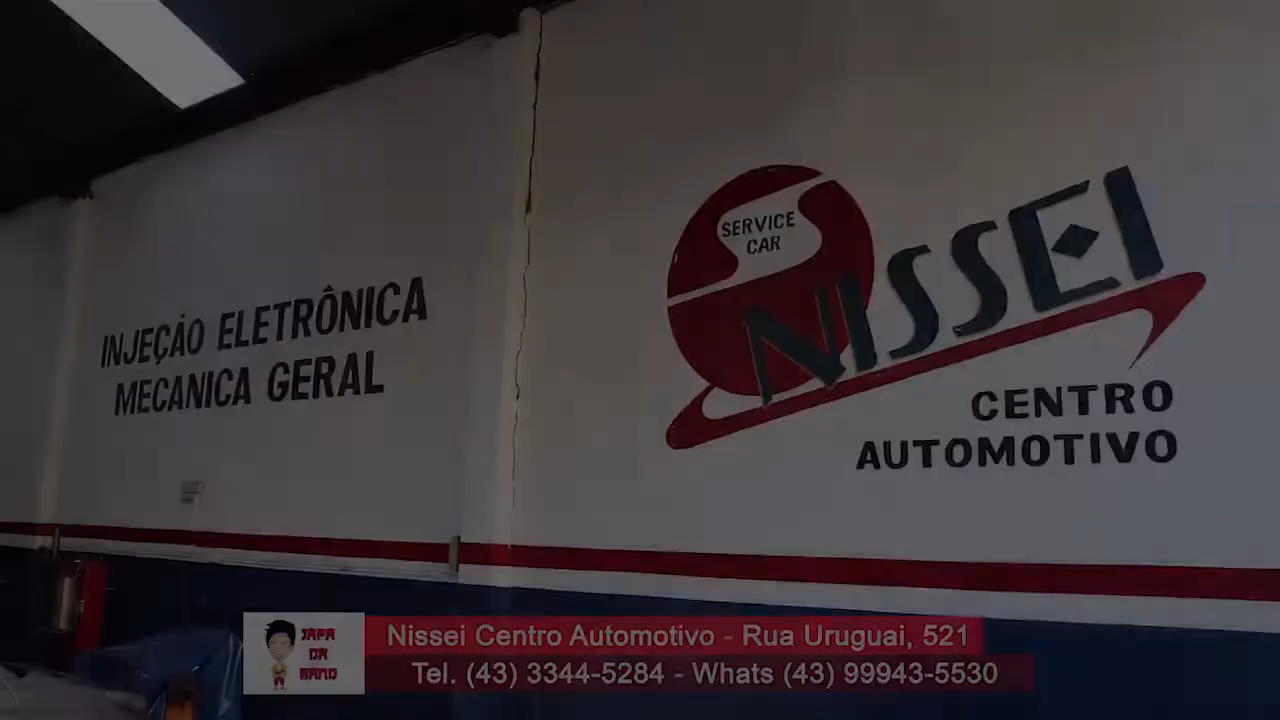 INJEÇÃO ELETRÔNICA
MECANICA GERAL
SERVICE
CAR
NISSEI
CENTRO
AUTOMOTIVO
JAPA
DA
Nissei Centro Automotivo - Rua Uruguai, 521
Tel. (43) 3344-5284 - Whats (43) 99943-5530